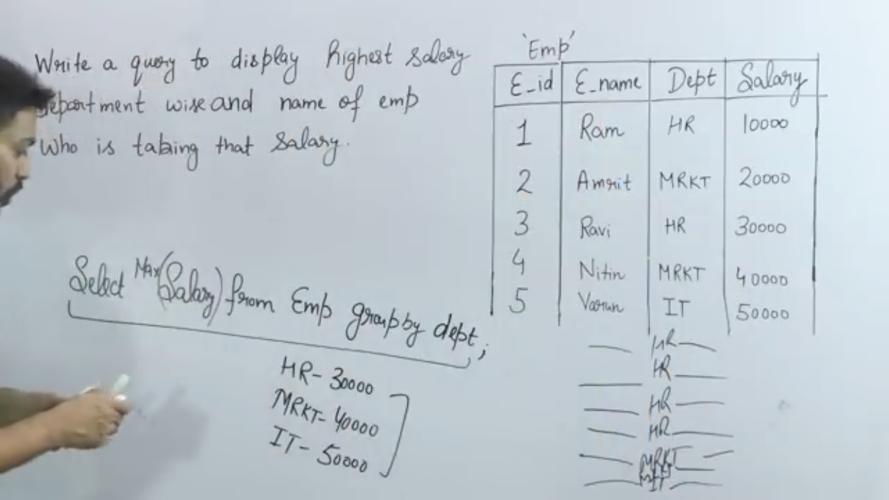 Write a query to display highest salary
department wise and name of emp
who is taking that salary.
Select Max(Salary) from Emp group by dept;
HR- 30000
MRKT- 40000
IT- 50000
'Emp'
E_id E_name Dept Salary
1 Ram HR 10000
2 Amrit MRKT 20000
3 Ravi HR 30000
4 Nitin MRKT 40000
5 Varun IT 50000
HR
HR
HR
HR
MRKT